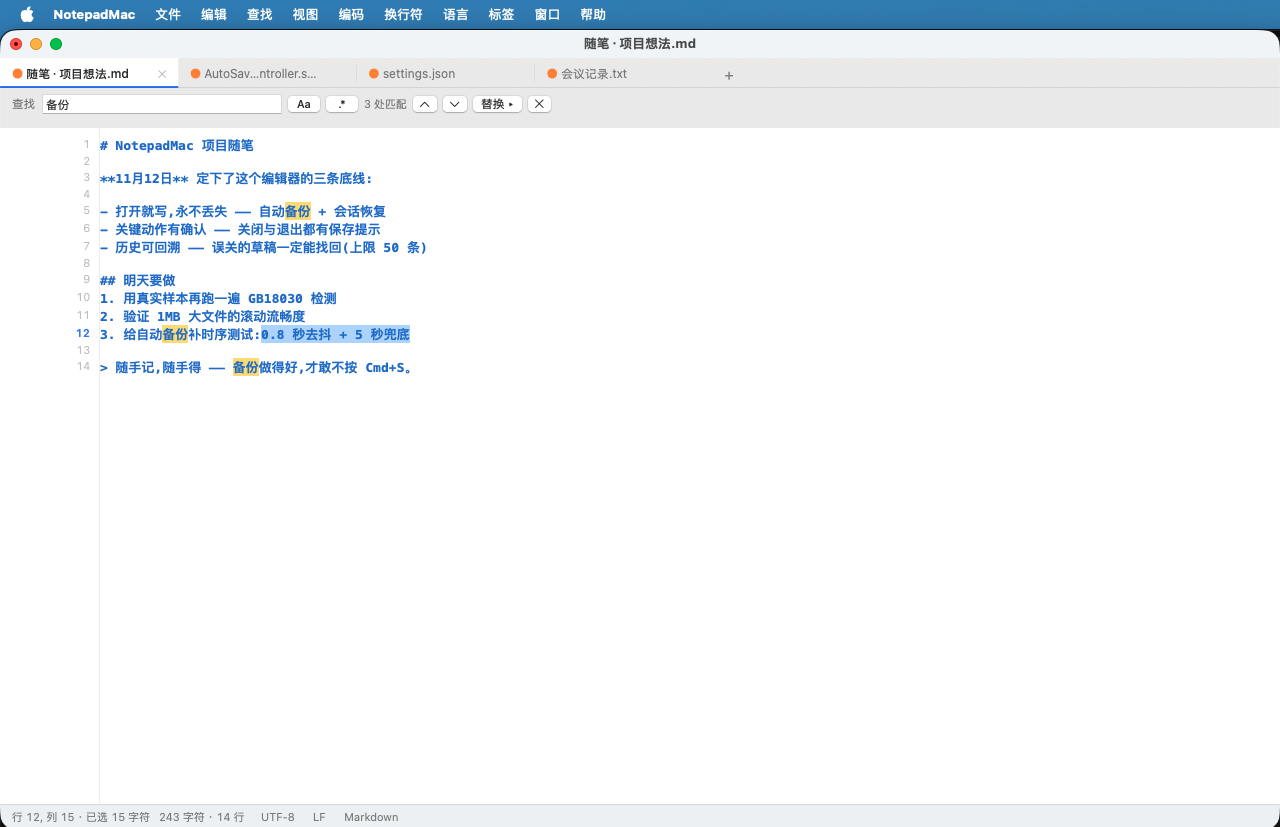 NotepadMac 文件 编辑 查找 视图 编码 换行符 语言 标签 窗口 帮助
随笔 · 项目想法.md
随笔 · 项目想法.md AutoSav...ntroller.s... settings.json 会议记录.txt +
查找 备份 Aa .* 3 处匹配 替换 ▸
1 # NotepadMac 项目随笔
2
3 **11月12日** 定下了这个编辑器的三条底线:
4
5 - 打开就写,永不丢失 —— 自动备份 + 会话恢复
6 - 关键动作有确认 —— 关闭与退出都有保存提示
7 - 历史可回溯 —— 误关的草稿一定能找回(上限 50 条)
8
9 ## 明天要做
10 1. 用真实样本再跑一遍 GB18030 检测
11 2. 验证 1MB 大文件的滚动流畅度
12 3. 给自动备份补时序测试:0.8 秒去抖 + 5 秒兜底
13
14 > 随手记,随手得 —— 备份做得好,才敢不按 Cmd+S。
行 12, 列 15 · 已选 15 字符 243 字符 · 14 行 UTF-8 LF Markdown